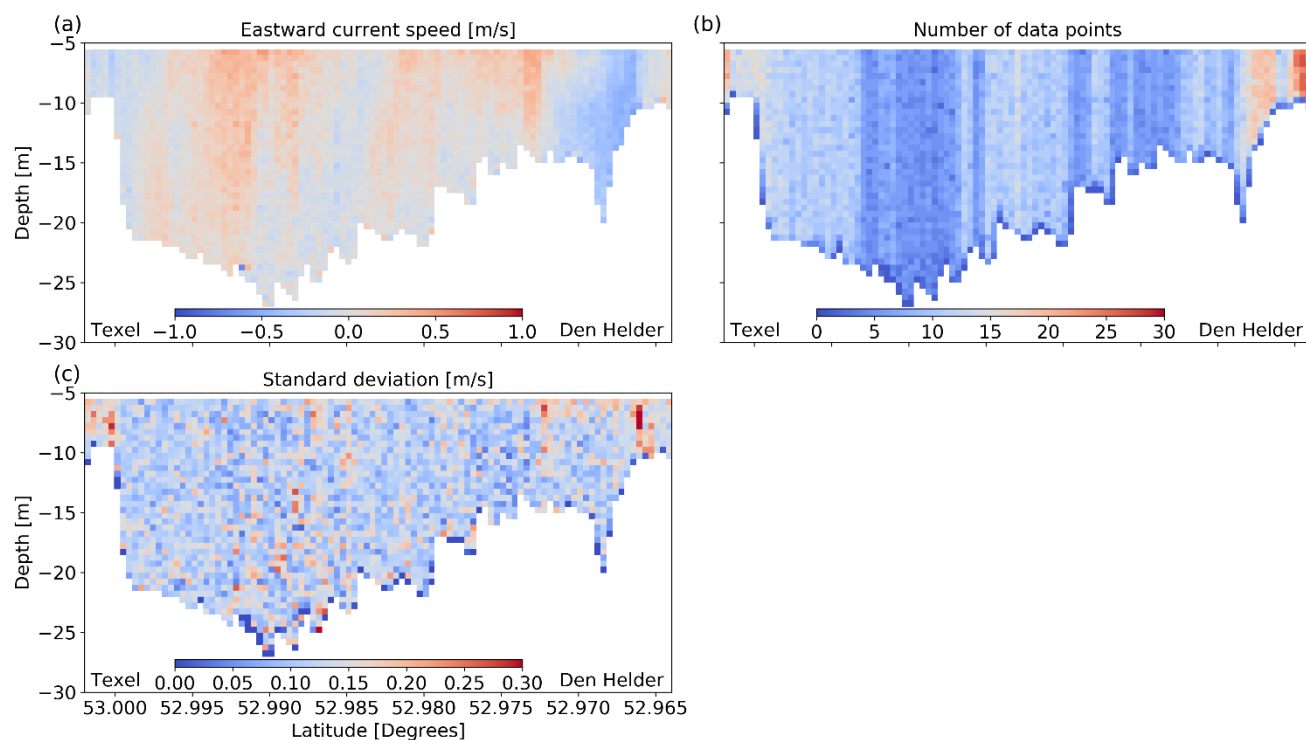 (a)
Eastward current speed [m/s]
−5
−10
−15
−20
−25
−30
Depth [m]
Texel
Den Helder
−1.0 −0.5 0.0 0.5 1.0
(b)
Number of data points
Texel
Den Helder
0 5 10 15 20 25 30
(c)
Standard deviation [m/s]
−5
−10
−15
−20
−25
−30
Depth [m]
Texel
Den Helder
0.00 0.05 0.10 0.15 0.20 0.25 0.30
53.000 52.995 52.990 52.985 52.980 52.975 52.970 52.965
Latitude [Degrees]